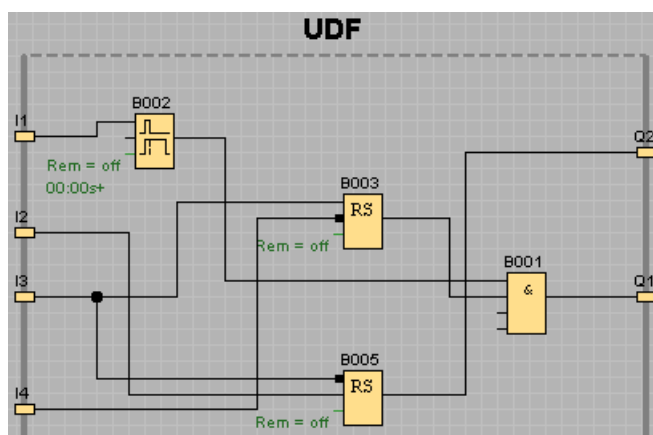 UDF
B002
I1
Q2
Rem = off
00:00s+
B003
RS
I2
Rem = off
B001
I3
&
Q1
B005
RS
I4
Rem = off